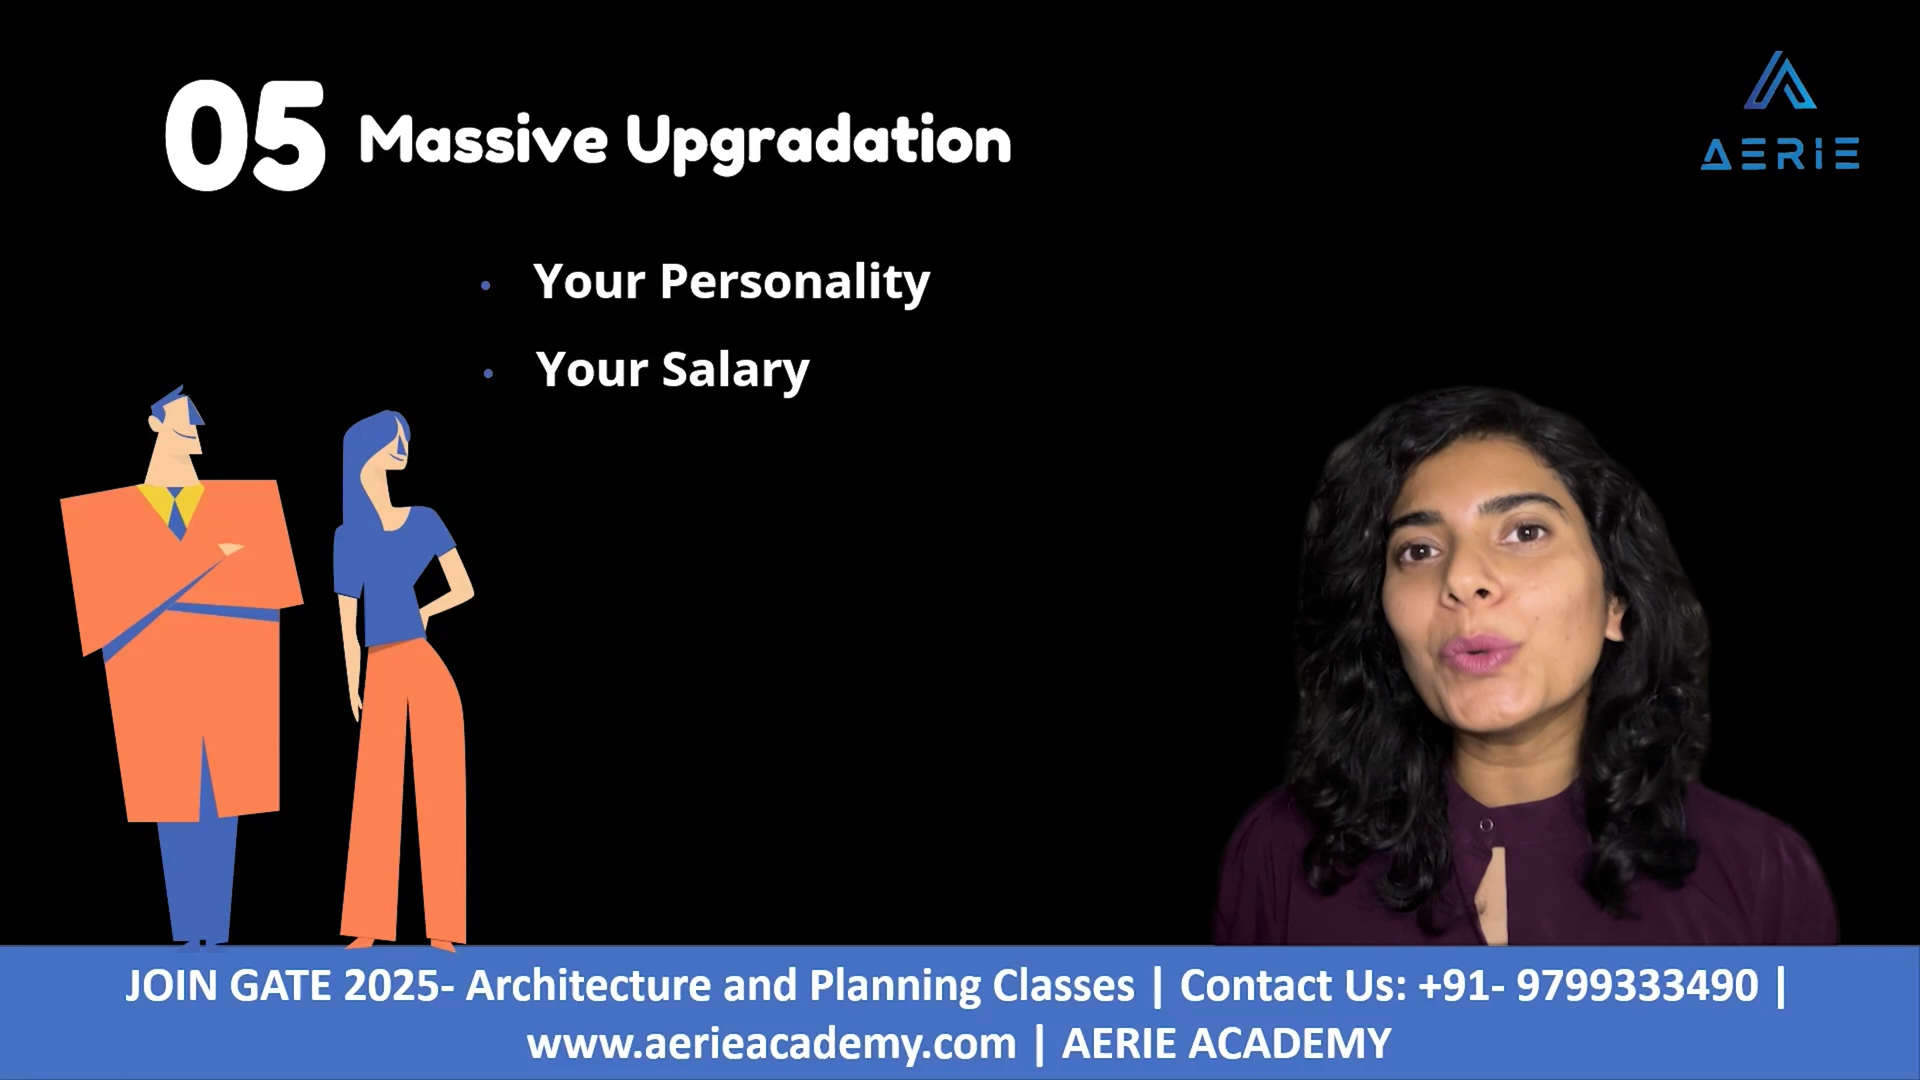 05 Massive Upgradation
AERIE
• Your Personality
• Your Salary
JOIN GATE 2025- Architecture and Planning Classes | Contact Us: +91- 9799333490 |
www.aerieacademy.com | AERIE ACADEMY